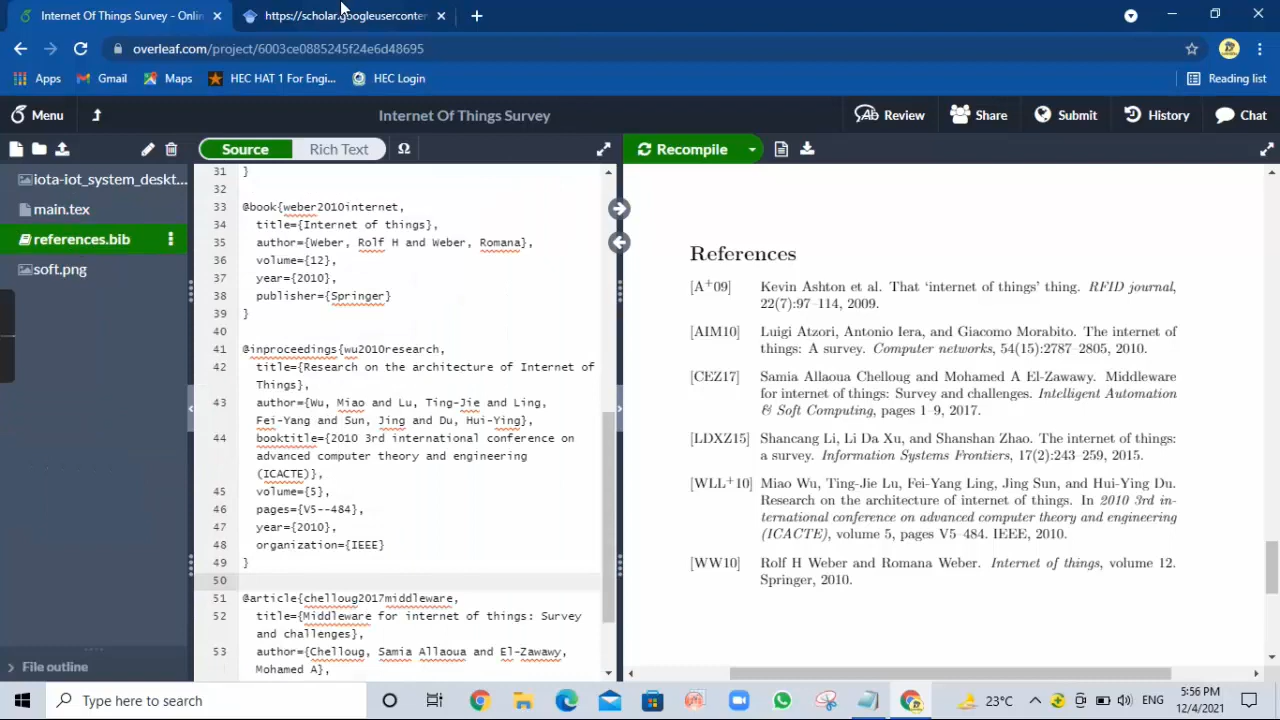 Internet Of Things Survey - Onli
https://scholar.googleuserconten
overleaf.com/project/6003ce0885245f24e6d48695
Apps
Gmail
Maps
HEC HAT 1 For Engi...
HEC Login
Reading list
Menu
Internet Of Things Survey
Review
Share
Submit
History
Chat
Source
Rich Text
Ω
Recompile
iota-iot_system_deskt...
main.tex
references.bib
soft.png
File outline
31 }
32
33 @book{weber2010internet,
34 title={Internet of things},
35 author={Weber, Rolf H and Weber, Romana},
36 volume={12},
37 year={2010},
38 publisher={Springer}
39 }
40
41 @inproceedings{wu2010research,
42 title={Research on the architecture of Internet of
Things},
43 author={Wu, Miao and Lu, Ting-Jie and Ling,
Fei-Yang and Sun, Jing and Du, Hui-Ying},
44 booktitle={2010 3rd international conference on
advanced computer theory and engineering
(ICACTE)},
45 volume={5},
46 pages={V5--484},
47 year={2010},
48 organization={IEEE}
49 }
50
51 @article{chelloug2017middleware,
52 title={Middleware for internet of things: Survey
and challenges},
53 author={Chelloug, Samia Allaoua and El-Zawawy,
Mohamed A},
References
[A+09] Kevin Ashton et al. That ‘internet of things’ thing. RFID journal,
22(7):97–114, 2009.
[AIM10] Luigi Atzori, Antonio Iera, and Giacomo Morabito. The internet of
things: A survey. Computer networks, 54(15):2787–2805, 2010.
[CEZ17] Samia Allaoua Chelloug and Mohamed A El-Zawawy. Middleware
for internet of things: Survey and challenges. Intelligent Automation
& Soft Computing, pages 1–9, 2017.
[LDXZ15] Shancang Li, Li Da Xu, and Shanshan Zhao. The internet of things:
a survey. Information Systems Frontiers, 17(2):243–259, 2015.
[WLL+10] Miao Wu, Ting-Jie Lu, Fei-Yang Ling, Jing Sun, and Hui-Ying Du.
Research on the architecture of internet of things. In 2010 3rd in-
ternational conference on advanced computer theory and engineering
(ICACTE), volume 5, pages V5–484. IEEE, 2010.
[WW10] Rolf H Weber and Romana Weber. Internet of things, volume 12.
Springer, 2010.
Type here to search
23°C
ENG
5:56 PM
12/4/2021